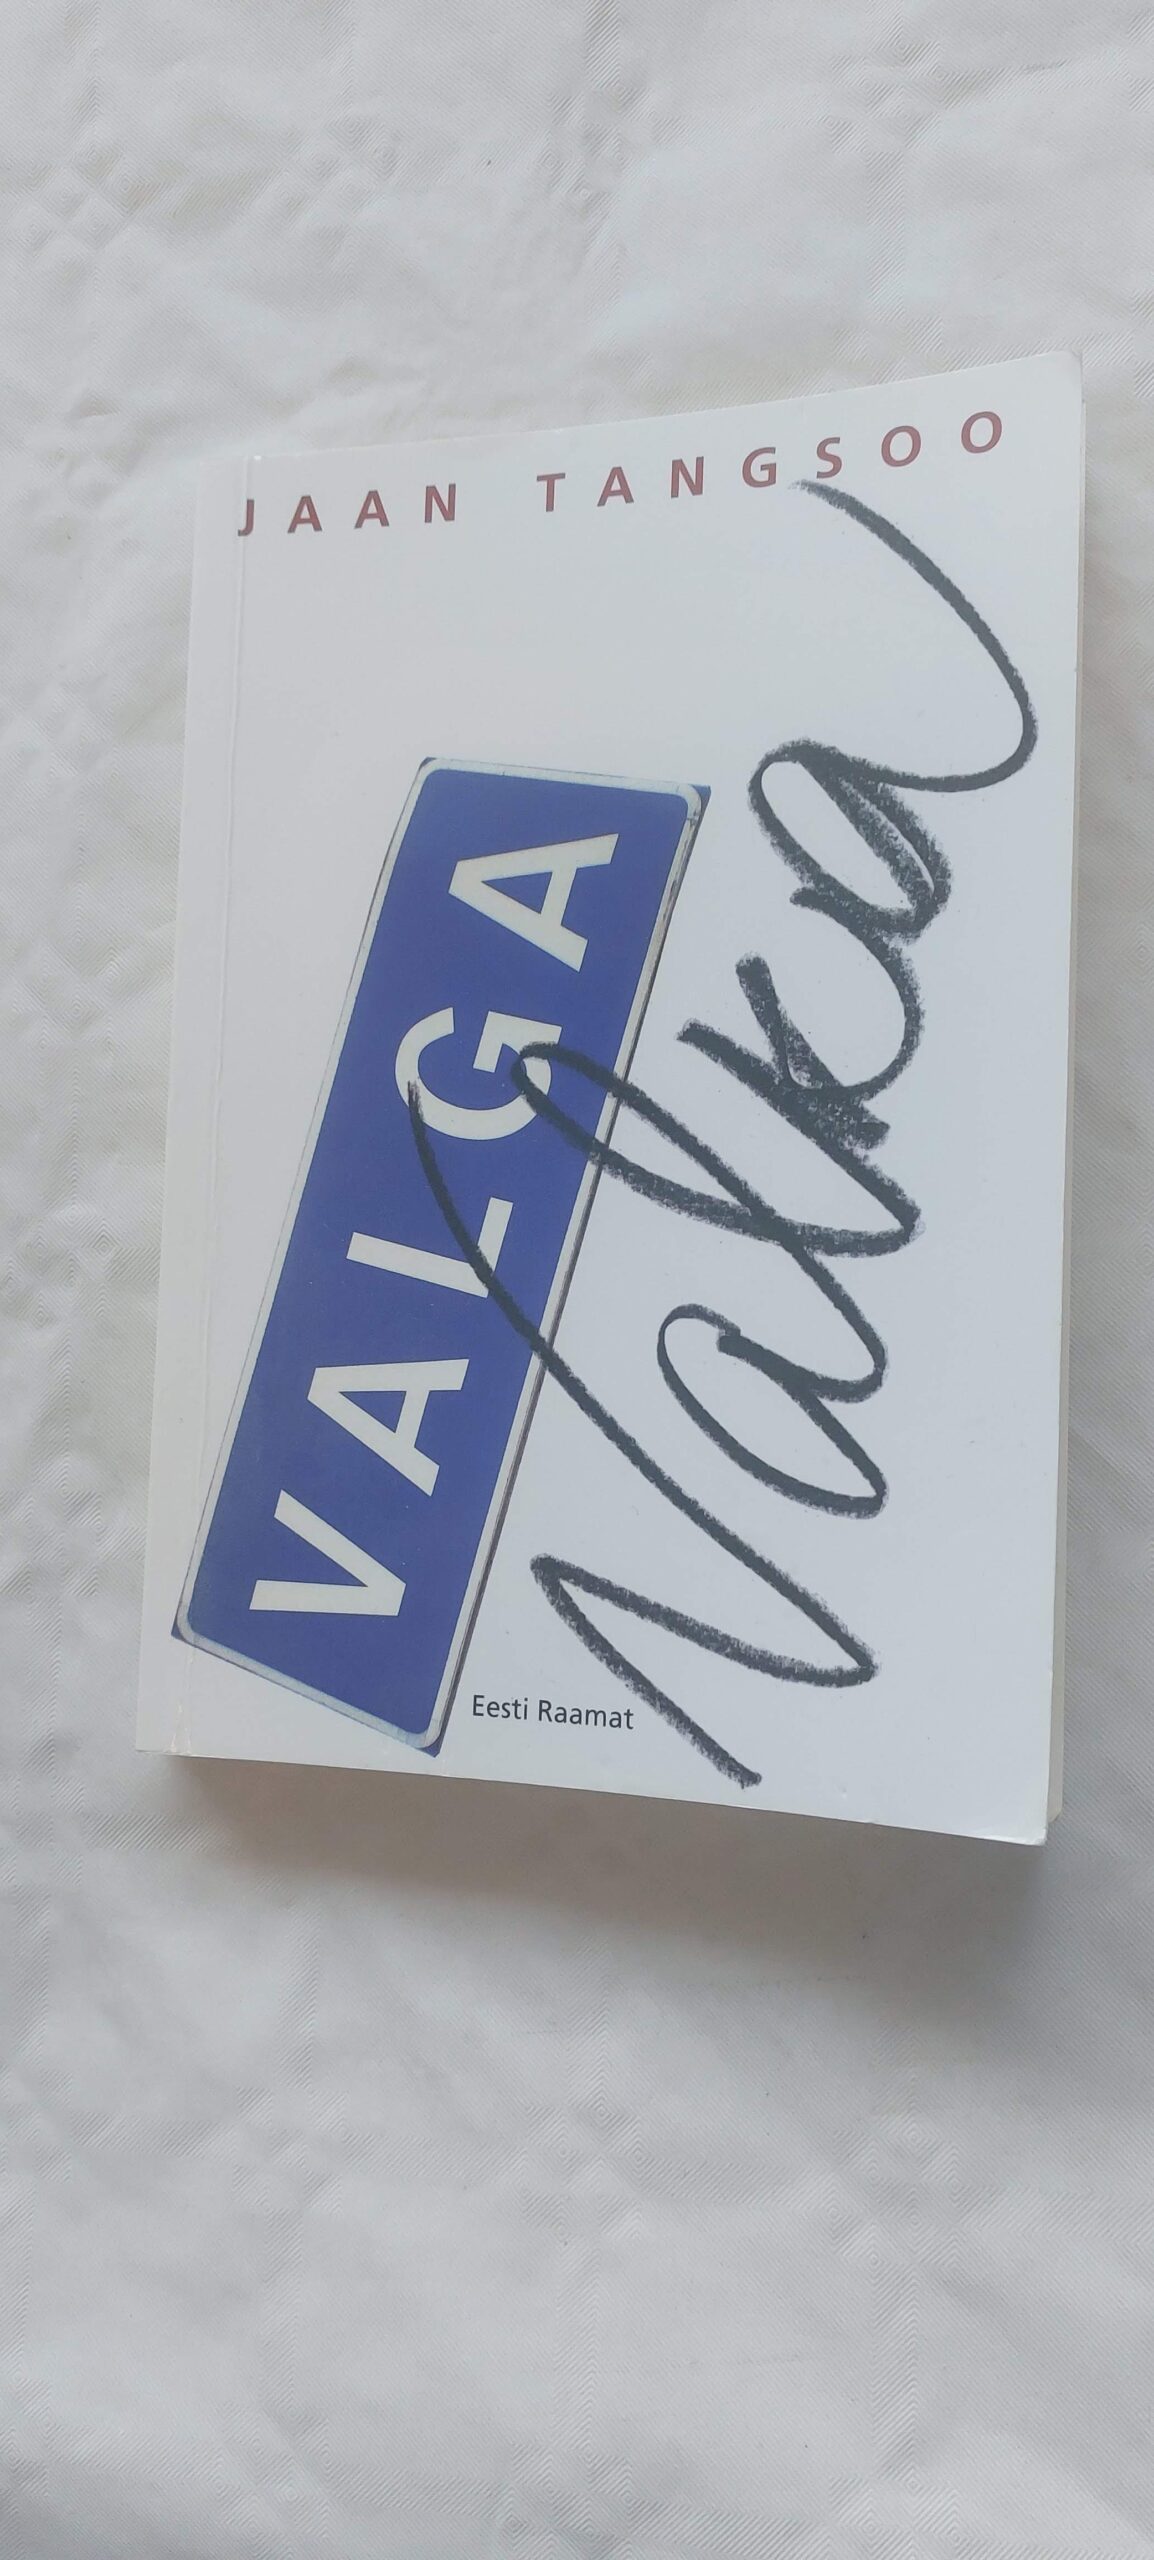 JAAN TANGSOO
VALGA
Valka
Eesti Raamat